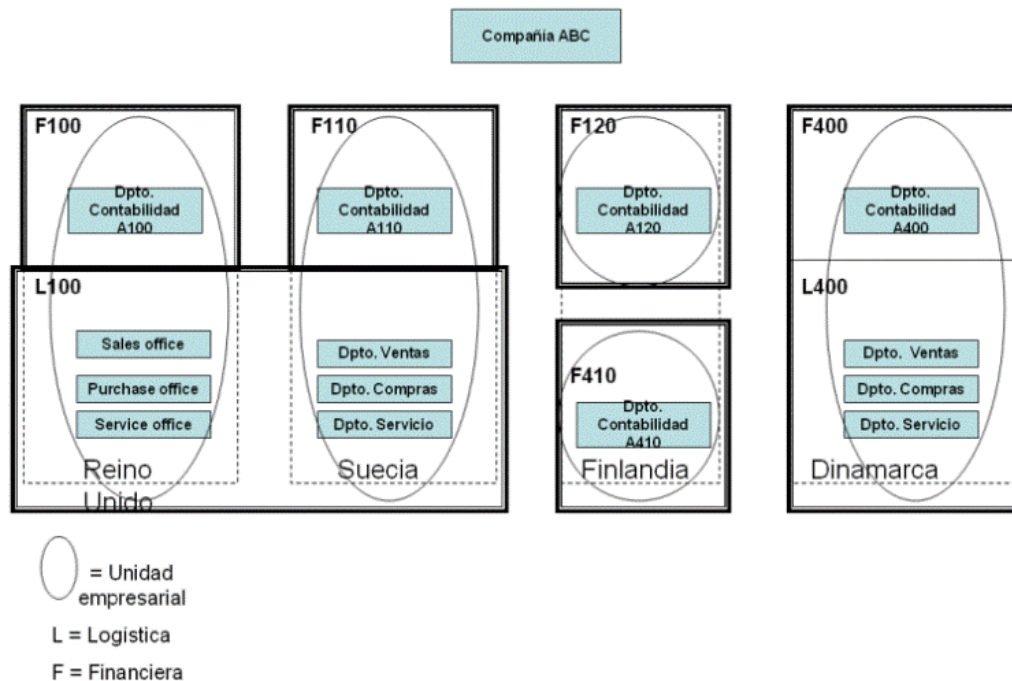 Compañia ABC
F100
Dpto.
Contabilidad
A100
F110
Dpto.
Contabilidad
A110
F120
Dpto.
Contabilidad
A120
F400
Dpto.
Contabilidad
A400
L100
Sales office
Purchase office
Service office
Reino
Unido
Dpto. Ventas
Dpto. Compras
Dpto. Servicio
Suecia
F410
Dpto.
Contabilidad
A410
Finlandia
L400
Dpto. Ventas
Dpto. Compras
Dpto. Servicio
Dinamarca
= Unidad
empresarial
L = Logística
F = Financiera